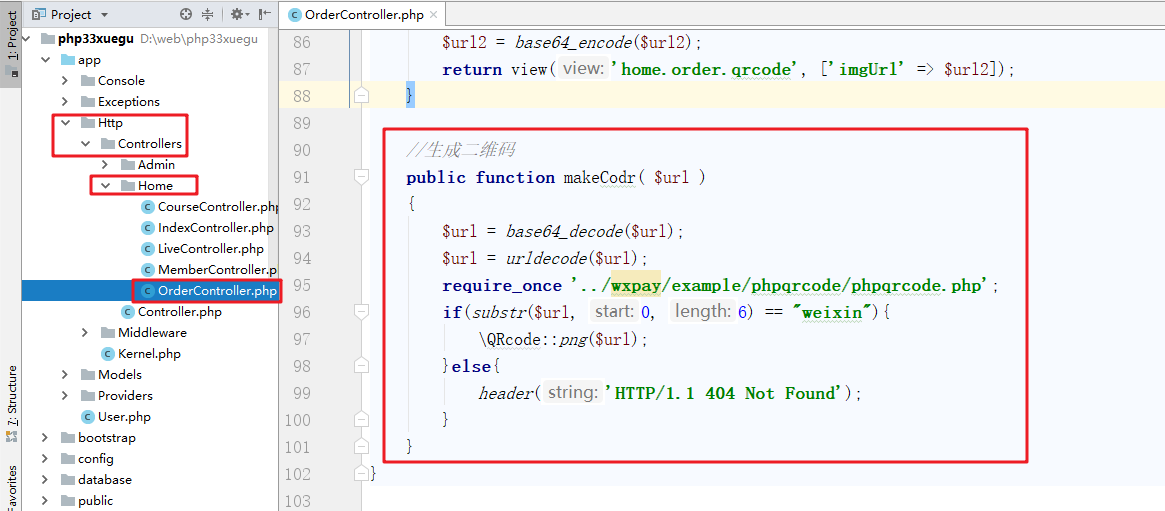 Project
OrderController.php
1: Project
7: Structure
Favorites
php33xuegu D:\web\php33xuegu
app
Console
Exceptions
Http
Controllers
Admin
Home
CourseController.php
IndexController.php
LiveController.php
MemberController.p
OrderController.php
Controller.php
Middleware
Kernel.php
Models
Providers
User.php
bootstrap
config
database
public
86 $url2 = base64_encode($url2);
87 return view( view: 'home.order.qrcode', ['imgUrl' => $url2]);
88 }
89
90 //生成二维码
91 public function makeCodr( $url )
92 {
93 $url = base64_decode($url);
94 $url = urldecode($url);
95 require_once '../wxpay/example/phpqrcode/phpqrcode.php';
96 if(substr($url, start: 0, length: 6) == "weixin"){
97 \QRcode::png($url);
98 }else{
99 header( string: 'HTTP/1.1 404 Not Found');
100 }
101 }
102 }
103